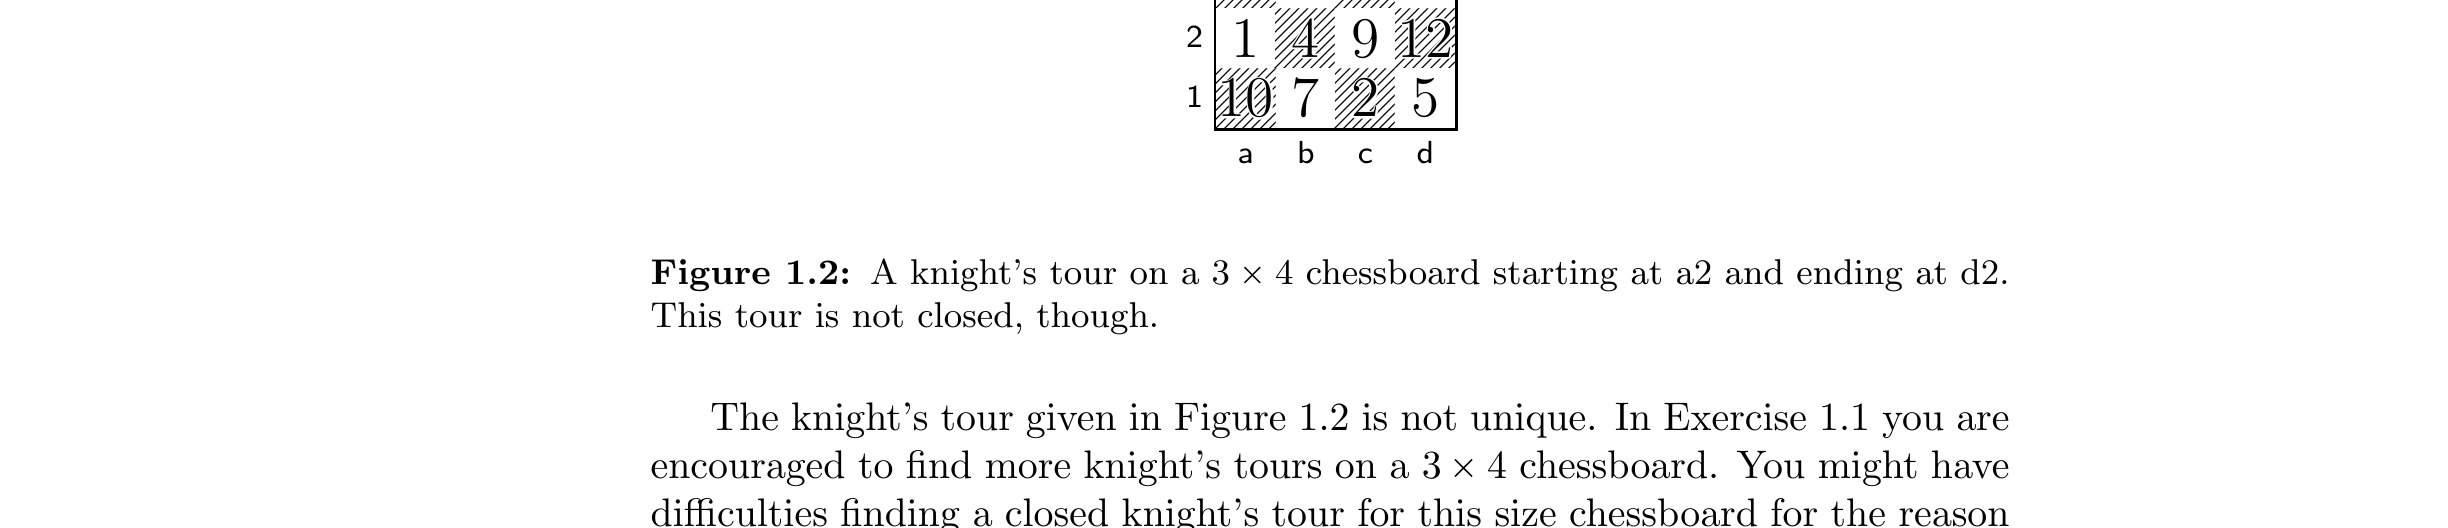 2 1 4 9 12
1 10 7 2 5
a b c d
Figure 1.2: A knight's tour on a 3 × 4 chessboard starting at a2 and ending at d2.
This tour is not closed, though.
The knight's tour given in Figure 1.2 is not unique. In Exercise 1.1 you are
encouraged to find more knight's tours on a 3 × 4 chessboard. You might have
difficulties finding a closed knight's tour for this size chessboard for the reason